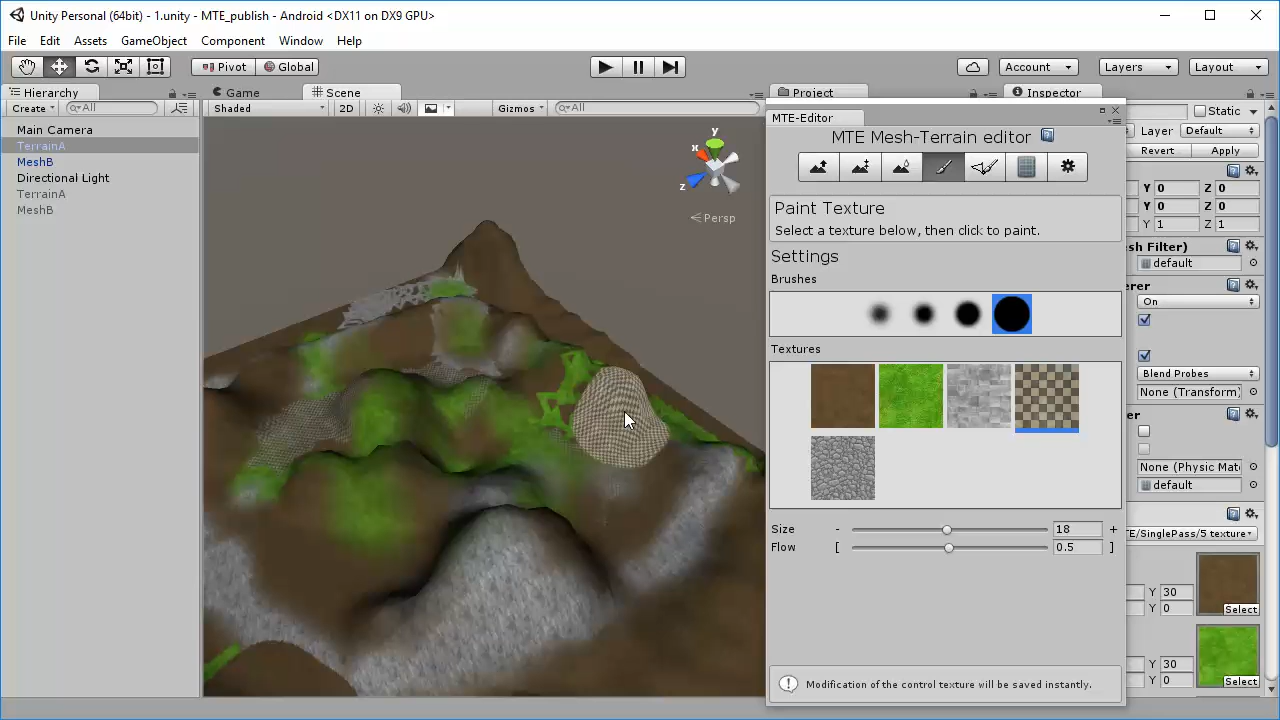 Unity Personal (64bit) - 1.unity - MTE_publish - Android <DX11 on DX9 GPU>
File Edit Assets GameObject Component Window Help
Pivot Global Account Layers Layout
Hierarchy Game Scene Project Inspector
Create All Shaded 2D Gizmos All
Main Camera
TerrainA
MeshB
Directional Light
TerrainA
MeshB
y
x
z
Persp
MTE-Editor
MTE Mesh-Terrain editor
Paint Texture
Select a texture below, then click to paint.
Settings
Brushes
Textures
Size - 18 +
Flow [ 0.5 ]
Modification of the control texture will be saved instantly.
Static
Layer Default
Revert Apply
Y 0 Z 0
Y 0 Z 0
Y 1 Z 1
sh Filter)
default
erer
On
Blend Probes
None (Transform)
er
None (Physic Mat
default
TE/SinglePass/5 texture
Y 30
Y 0
Select
Y 30
Y 0
Select